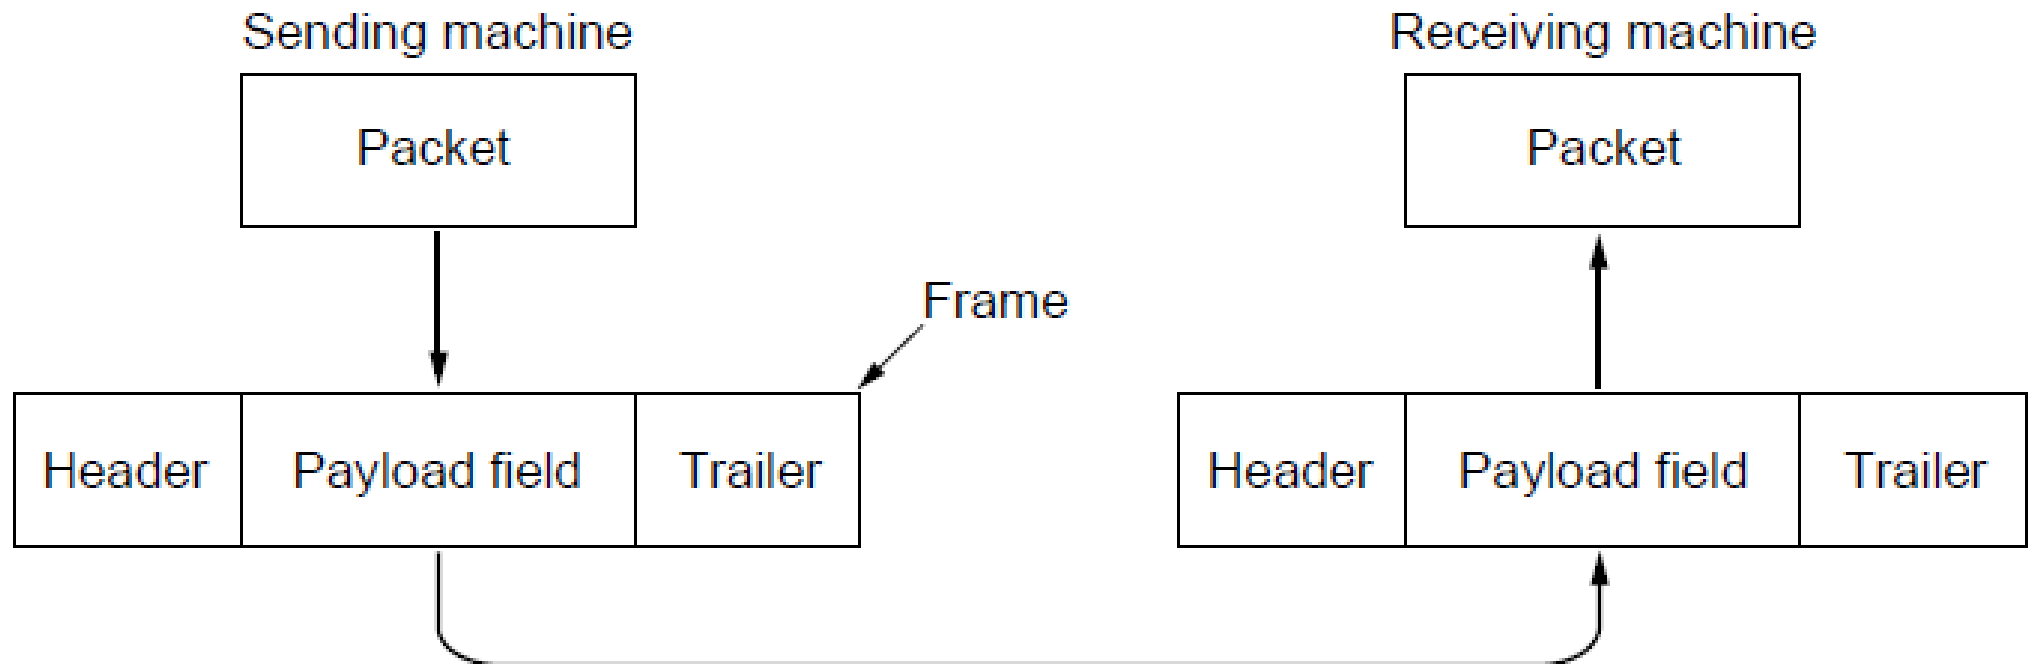 Sending machine
Receiving machine
Packet
Packet
Frame
Header
Payload field
Trailer
Header
Payload field
Trailer